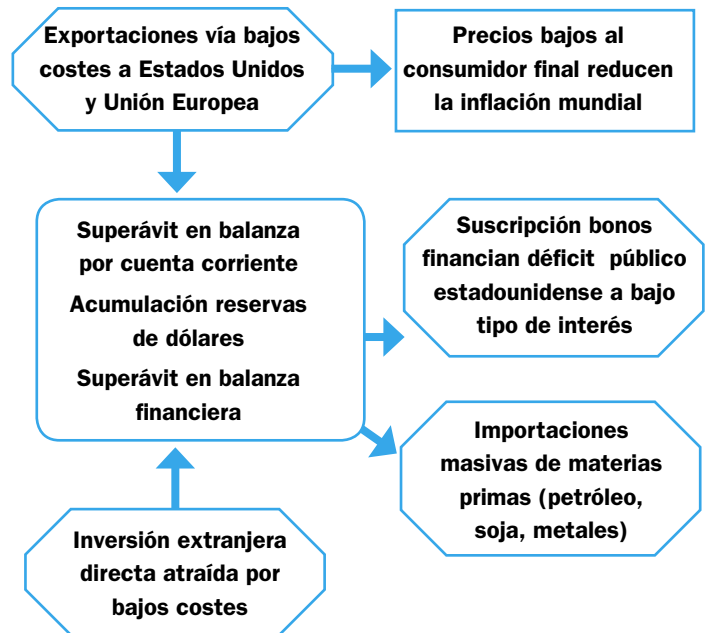 Exportaciones vía bajos
costes a Estados Unidos
y Unión Europea
Precios bajos al
consumidor final reducen
la inflación mundial
Superávit en balanza
por cuenta corriente
Acumulación reservas
de dólares
Superávit en balanza
financiera
Suscripción bonos
financian déficit público
estadounidense a bajo
tipo de interés
Importaciones
masivas de materias
primas (petróleo,
soja, metales)
Inversión extranjera
directa atraída por
bajos costes